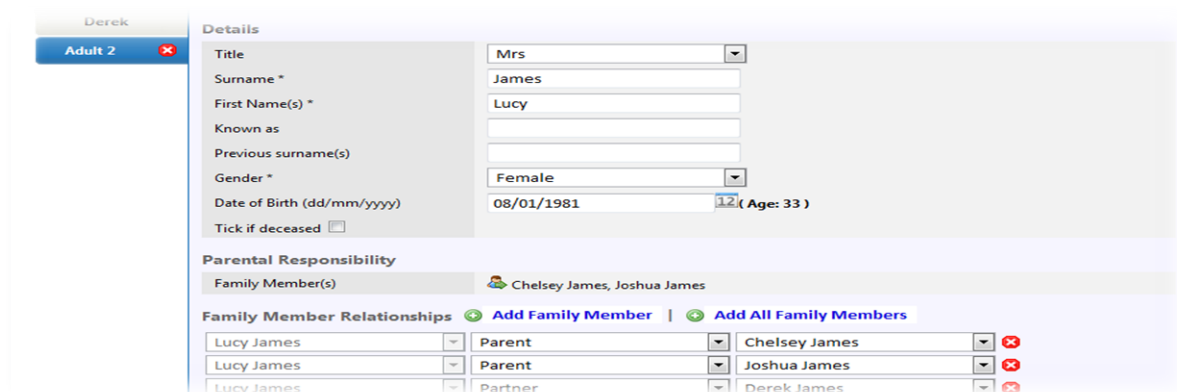 Derek
Adult 2
Details
Title Mrs
Surname * James
First Name(s) * Lucy
Known as
Previous surname(s)
Gender * Female
Date of Birth (dd/mm/yyyy) 08/01/1981 12 ( Age: 33 )
Tick if deceased
Parental Responsibility
Family Member(s) Chelsey James, Joshua James
Family Member Relationships Add Family Member | Add All Family Members
Lucy James Parent Chelsey James
Lucy James Parent Joshua James
Lucy James Partner Derek James